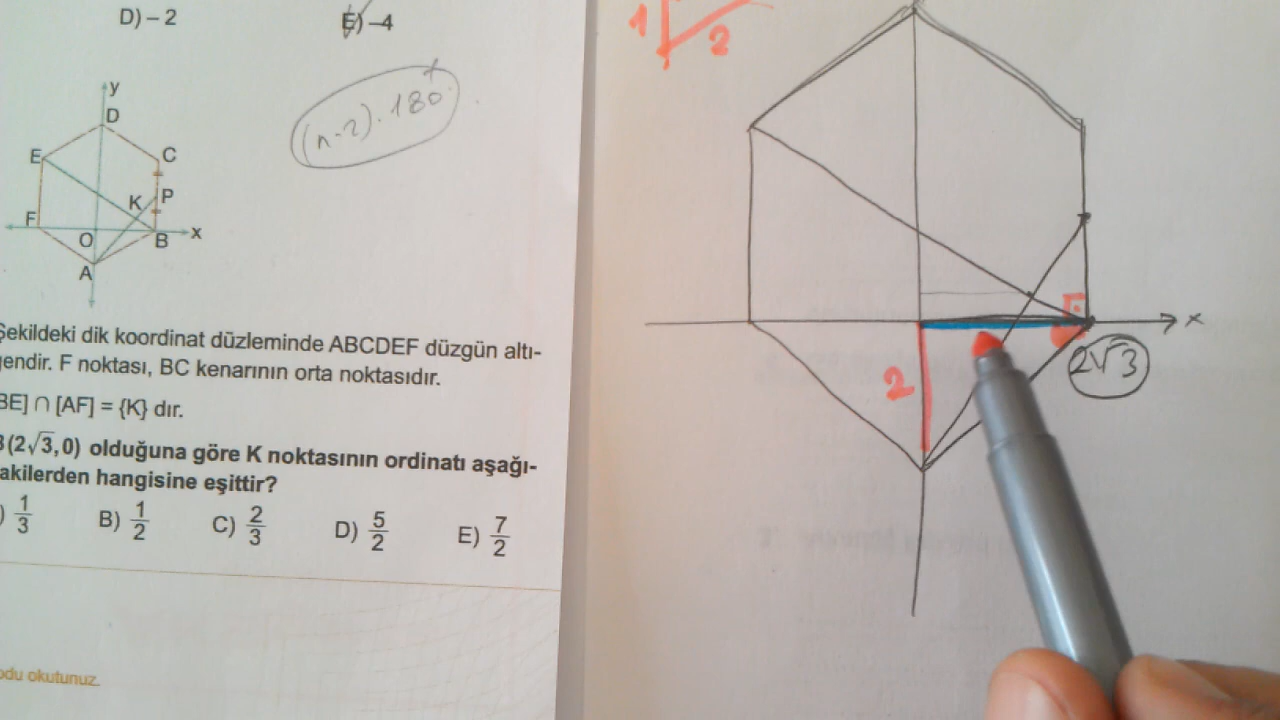 D) – 2
E) –4
(n-2).180
y
D
E
C
K
P
F
O
B
x
A
Şekildeki dik koordinat düzleminde ABCDEF düzgün altı-
gendir. F noktası, BC kenarının orta noktasıdır.
BE] ∩ [AF] = {K} dır.
B(2√3,0) olduğuna göre K noktasının ordinatı aşağı-
akilerden hangisine eşittir?
) 1/3 B) 1/2 C) 2/3 D) 5/2 E) 7/2
odu okutunuz.
1
2
2
x
2√3